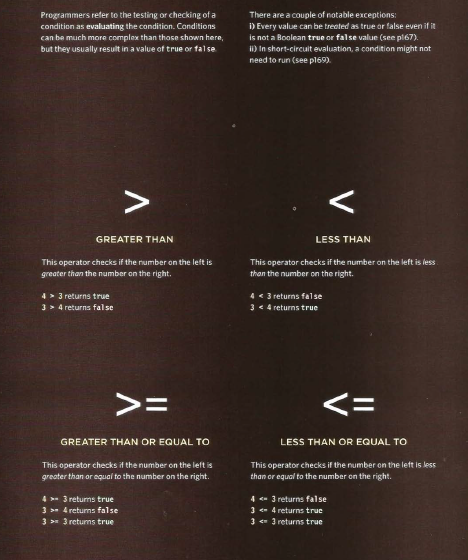 Programmers refer to the testing or checking of a
condition as evaluating the condition. Conditions
can be much more complex than those shown here,
but they usually result in a value of true or false.
There are a couple of notable exceptions:
i) Every value can be treated as true or false even if it
is not a Boolean true or false value (see p167).
ii) In short-circuit evaluation, a condition might not
need to run (see p169).
>
GREATER THAN
This operator checks if the number on the left is
greater than the number on the right.
4 > 3 returns true
3 > 4 returns false
<
LESS THAN
This operator checks if the number on the left is less
than the number on the right.
4 < 3 returns false
3 < 4 returns true
>=
GREATER THAN OR EQUAL TO
This operator checks if the number on the left is
greater than or equal to the number on the right.
4 >= 3 returns true
3 >= 4 returns false
3 >= 3 returns true
<=
LESS THAN OR EQUAL TO
This operator checks if the number on the left is less
than or equal to the number on the right.
4 <= 3 returns false
3 <= 4 returns true
3 <= 3 returns true